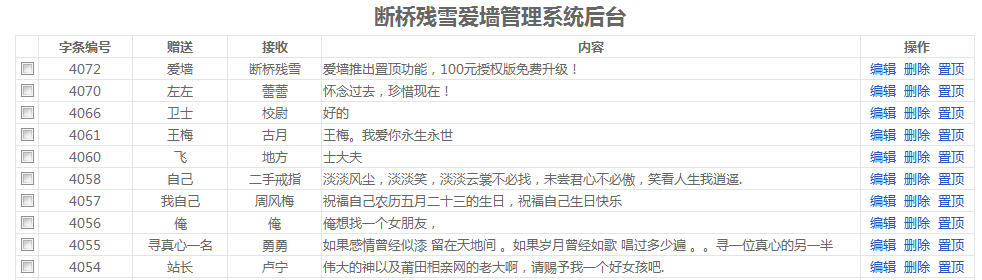 断桥残雪爱墙管理系统后台
字条编号 赠送 接收 内容 操作
4072 爱墙 断桥残雪 爱墙推出置顶功能，100元授权版免费升级！ 编辑 删除 置顶
4070 左左 蕾蕾 怀念过去，珍惜现在！ 编辑 删除 置顶
4066 卫士 校尉 好的 编辑 删除 置顶
4061 王梅 古月 王梅。我爱你永生永世 编辑 删除 置顶
4060 飞 地方 士大夫 编辑 删除 置顶
4058 自己 二手戒指 淡淡风尘，淡淡笑，淡淡云裳不必找，未尝君心不必傲，笑看人生我逍遥. 编辑 删除 置顶
4057 我自己 周风梅 祝福自己农历五月二十三的生日，祝福自己生日快乐 编辑 删除 置顶
4056 俺 俺 俺想找一个女朋友， 编辑 删除 置顶
4055 寻真心一名 勇勇 如果感情曾经似漆 留在天地间 。如果岁月曾经如歌 唱过多少遍 。。寻一位真心的另一半 编辑 删除 置顶
4054 站长 卢宁 伟大的神以及莆田相亲网的老大啊，请赐予我一个好女孩吧. 编辑 删除 置顶